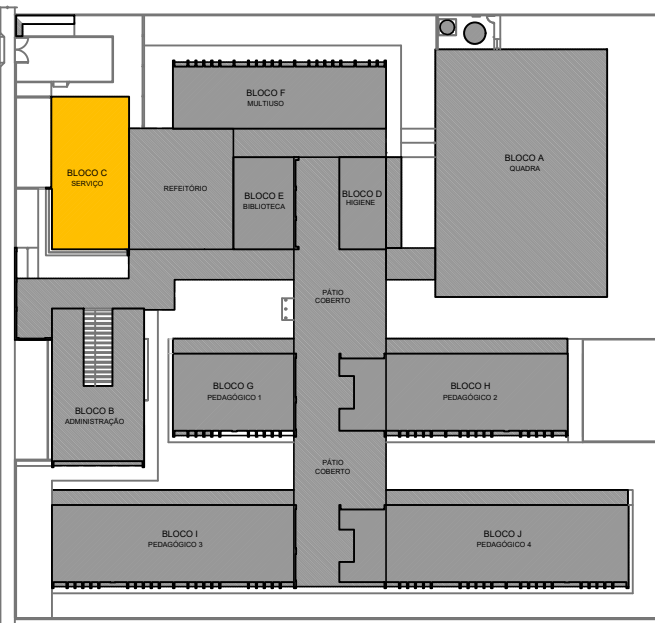 BLOCO F
MULTIUSO
BLOCO A
QUADRA
BLOCO C
SERVIÇO
REFEITÓRIO
BLOCO E
BIBLIOTECA
BLOCO D
HIGIENE
PÁTIO
COBERTO
BLOCO G
PEDAGÓGICO 1
BLOCO H
PEDAGÓGICO 2
BLOCO B
ADMINISTRAÇÃO
PÁTIO
COBERTO
BLOCO I
PEDAGÓGICO 3
BLOCO J
PEDAGÓGICO 4